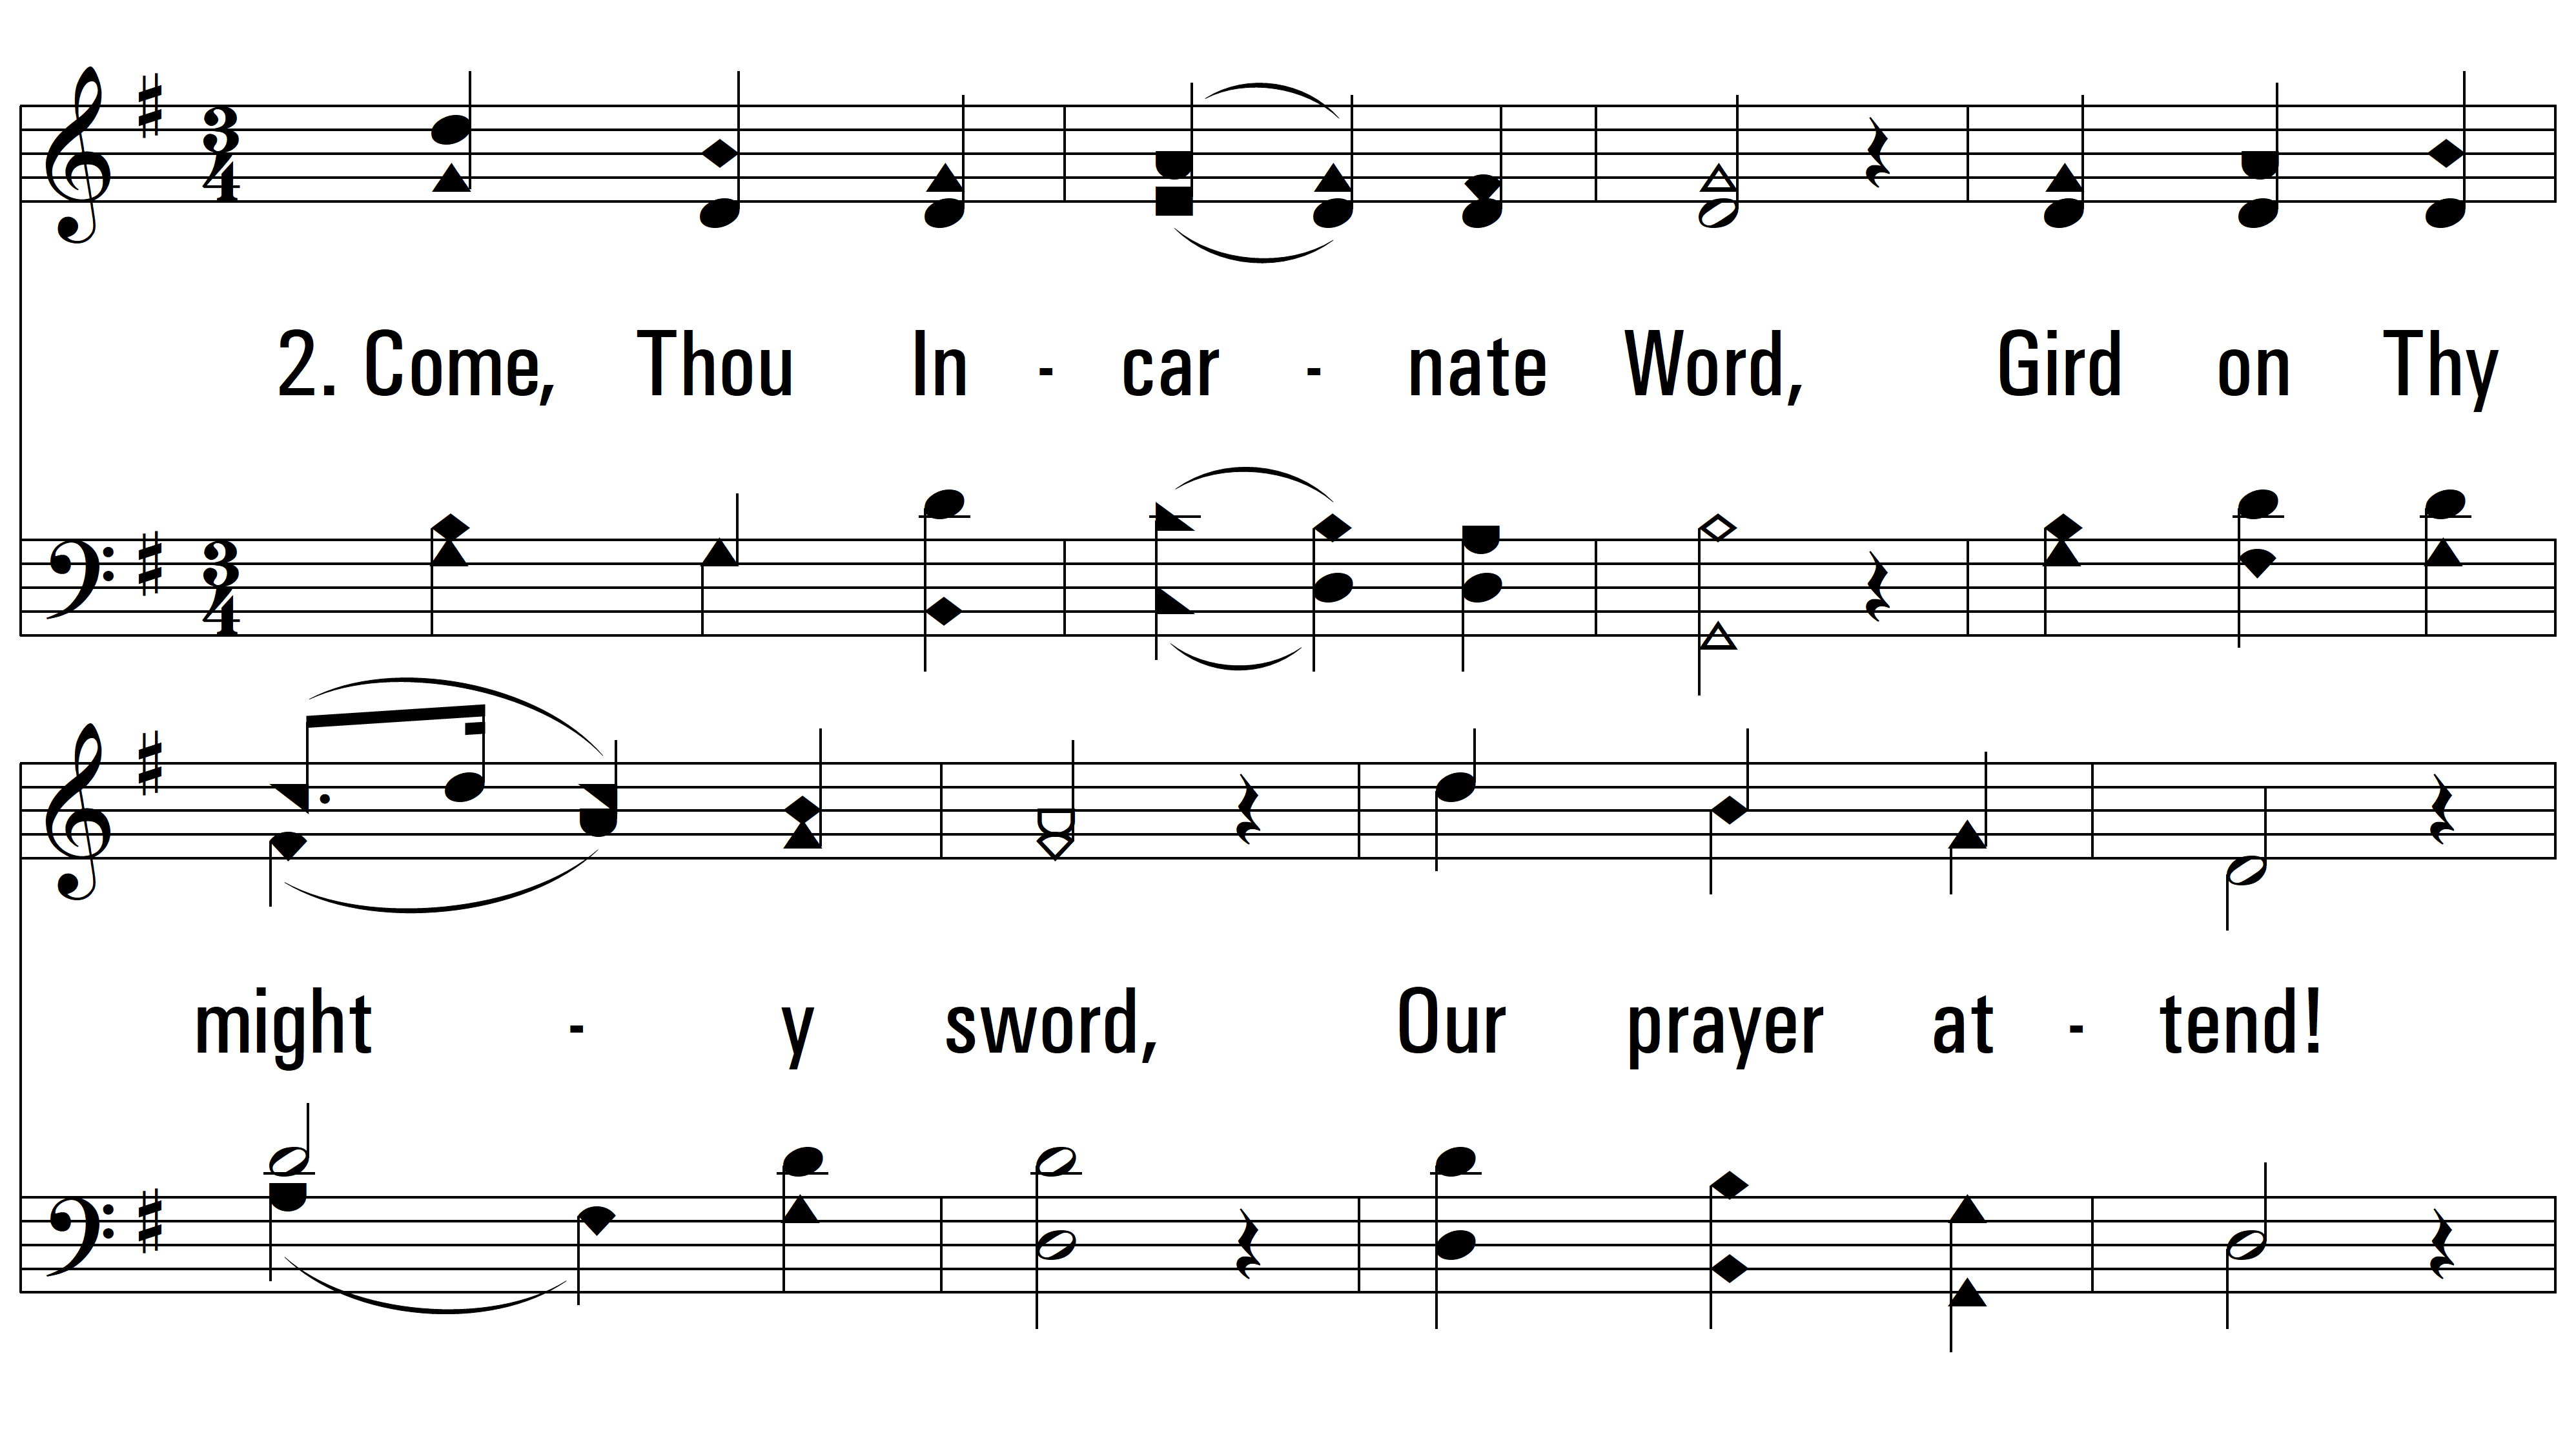 2. Come, Thou In - car - nate Word, Gird on Thy
might - y sword, Our prayer at - tend!